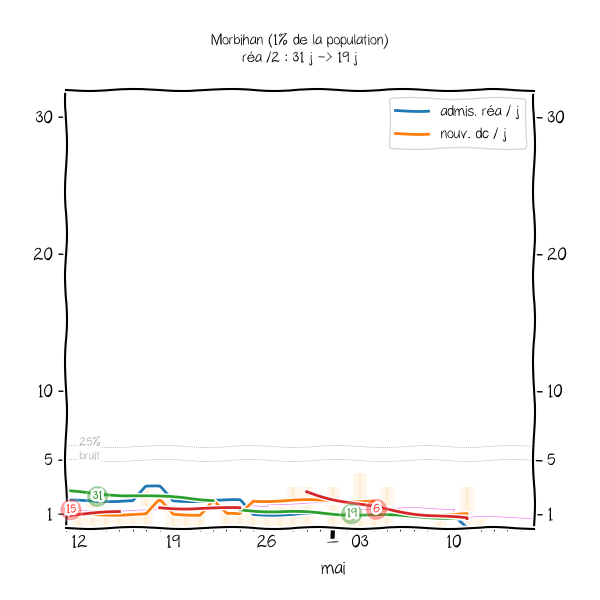 Morbihan (1% de la population)
réa /2 : 31 j -> 19 j
admis. réa / j
nouv. dc / j
30 30
20 20
10 10
25%
5 5
bruit
31
15 19 6
1 1
12 19 26 03 10
mai